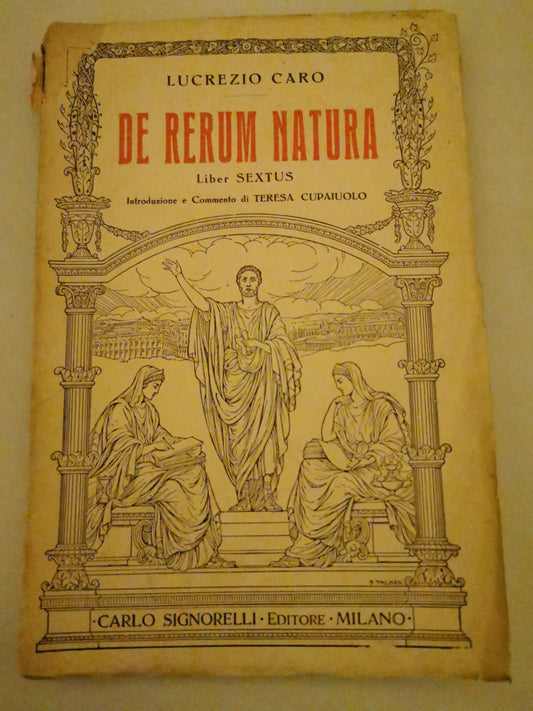 LUCREZIO CARO
DE RERUM NATURA
Liber SEXTUS
Introduzione e Commento di TERESA CUPAIUOLO
·CARLO SIGNORELLI · EDITORE · MILANO·